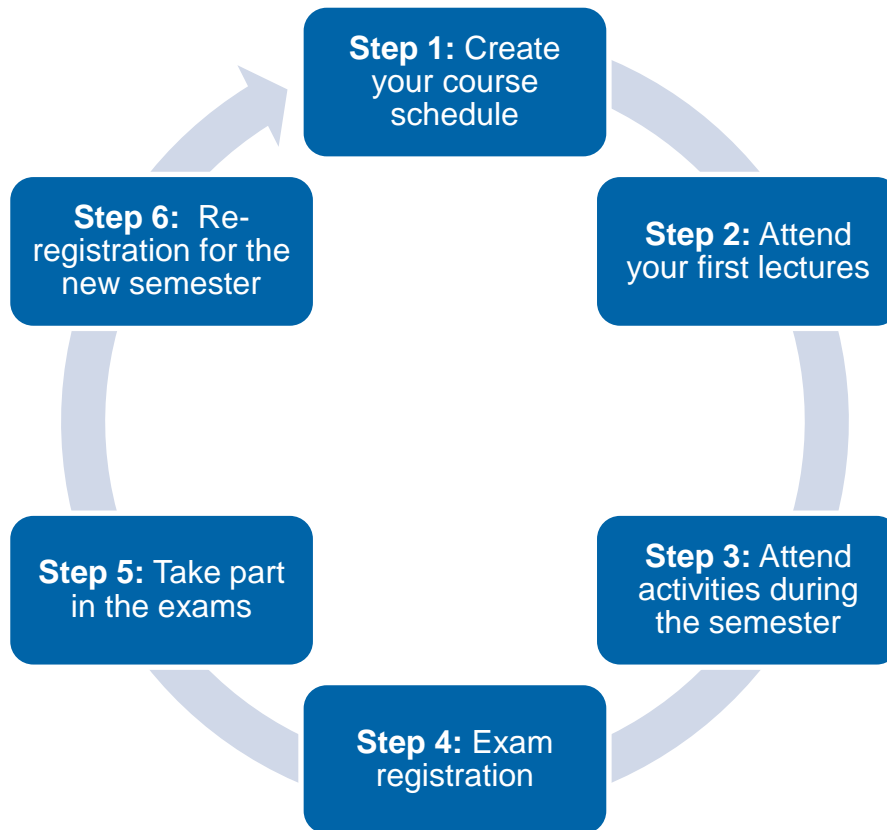 Step 1: Create
your course
schedule
Step 2: Attend
your first lectures
Step 3: Attend
activities during
the semester
Step 4: Exam
registration
Step 5: Take part
in the exams
Step 6:  Re-
registration for the
new semester